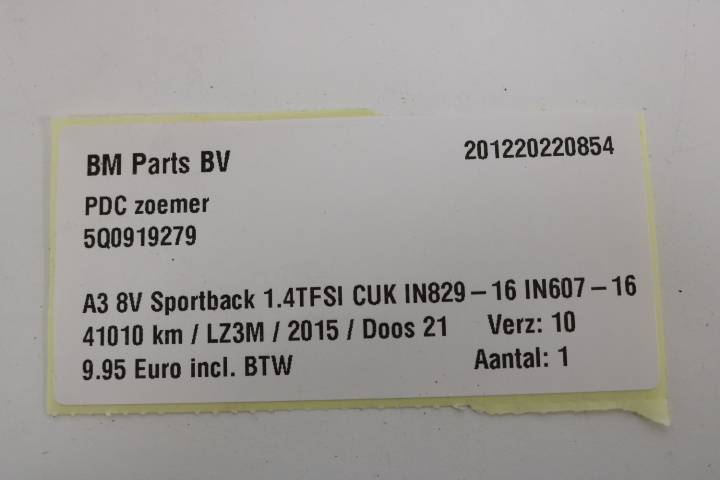 BM Parts BV 201220220854
PDC zoemer
5Q0919279
A3 8V Sportback 1.4TFSI CUK IN829-16 IN607-16
41010 km / LZ3M / 2015 / Doos 21 Verz: 10
9.95 Euro incl. BTW Aantal: 1